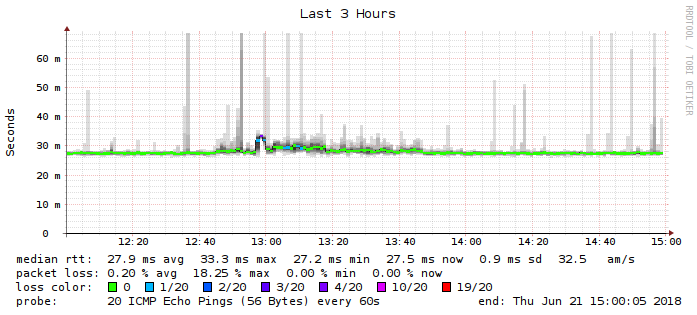 Last 3 Hours
RRDTOOL / TOBI OETIKER
Seconds
60 m
50 m
40 m
30 m
20 m
10 m
0
12:20 12:40 13:00 13:20 13:40 14:00 14:20 14:40 15:00
median rtt: 27.9 ms avg 33.3 ms max 27.2 ms min 27.5 ms now 0.9 ms sd 32.5 am/s
packet loss: 0.20 % avg 18.25 % max 0.00 % min 0.00 % now
loss color: 0 1/20 2/20 3/20 4/20 10/20 19/20
probe: 20 ICMP Echo Pings (56 Bytes) every 60s end: Thu Jun 21 15:00:05 2018